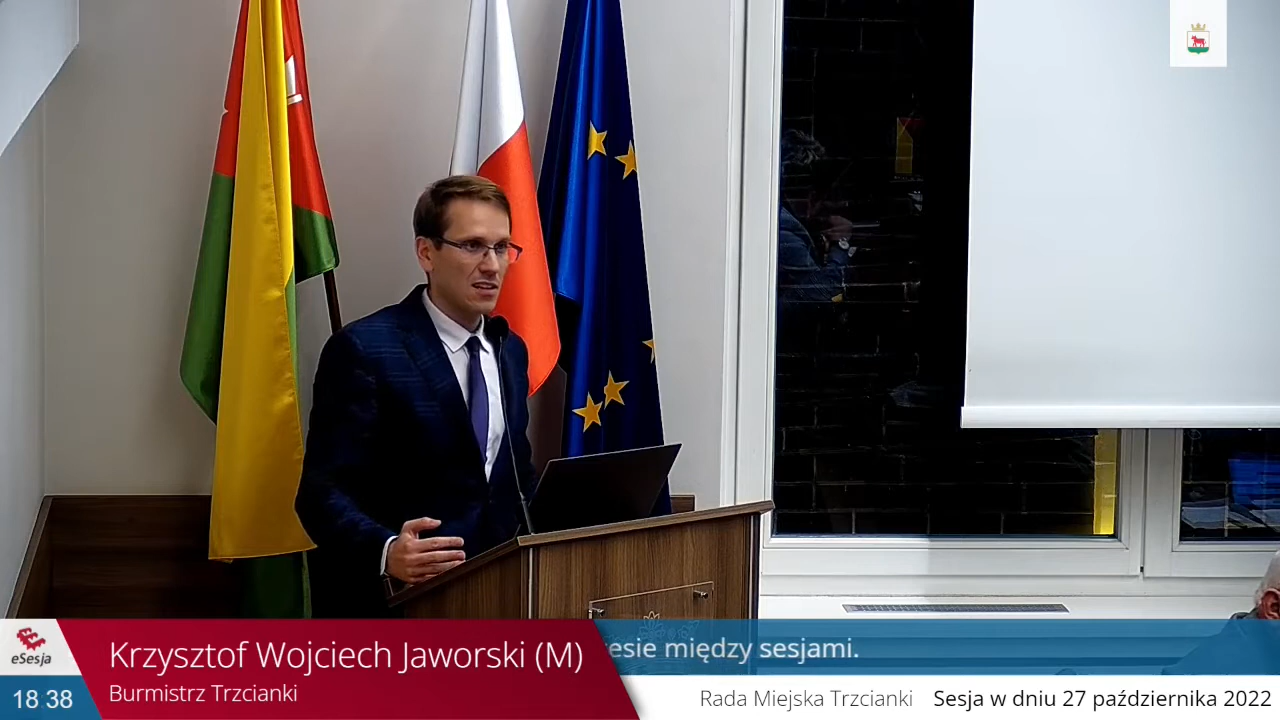 eSesja
18 38
Krzysztof Wojciech Jaworski (M)
Burmistrz Trzcianki
esie między sesjami.
Rada Miejska Trzcianki Sesja w dniu 27 października 2022